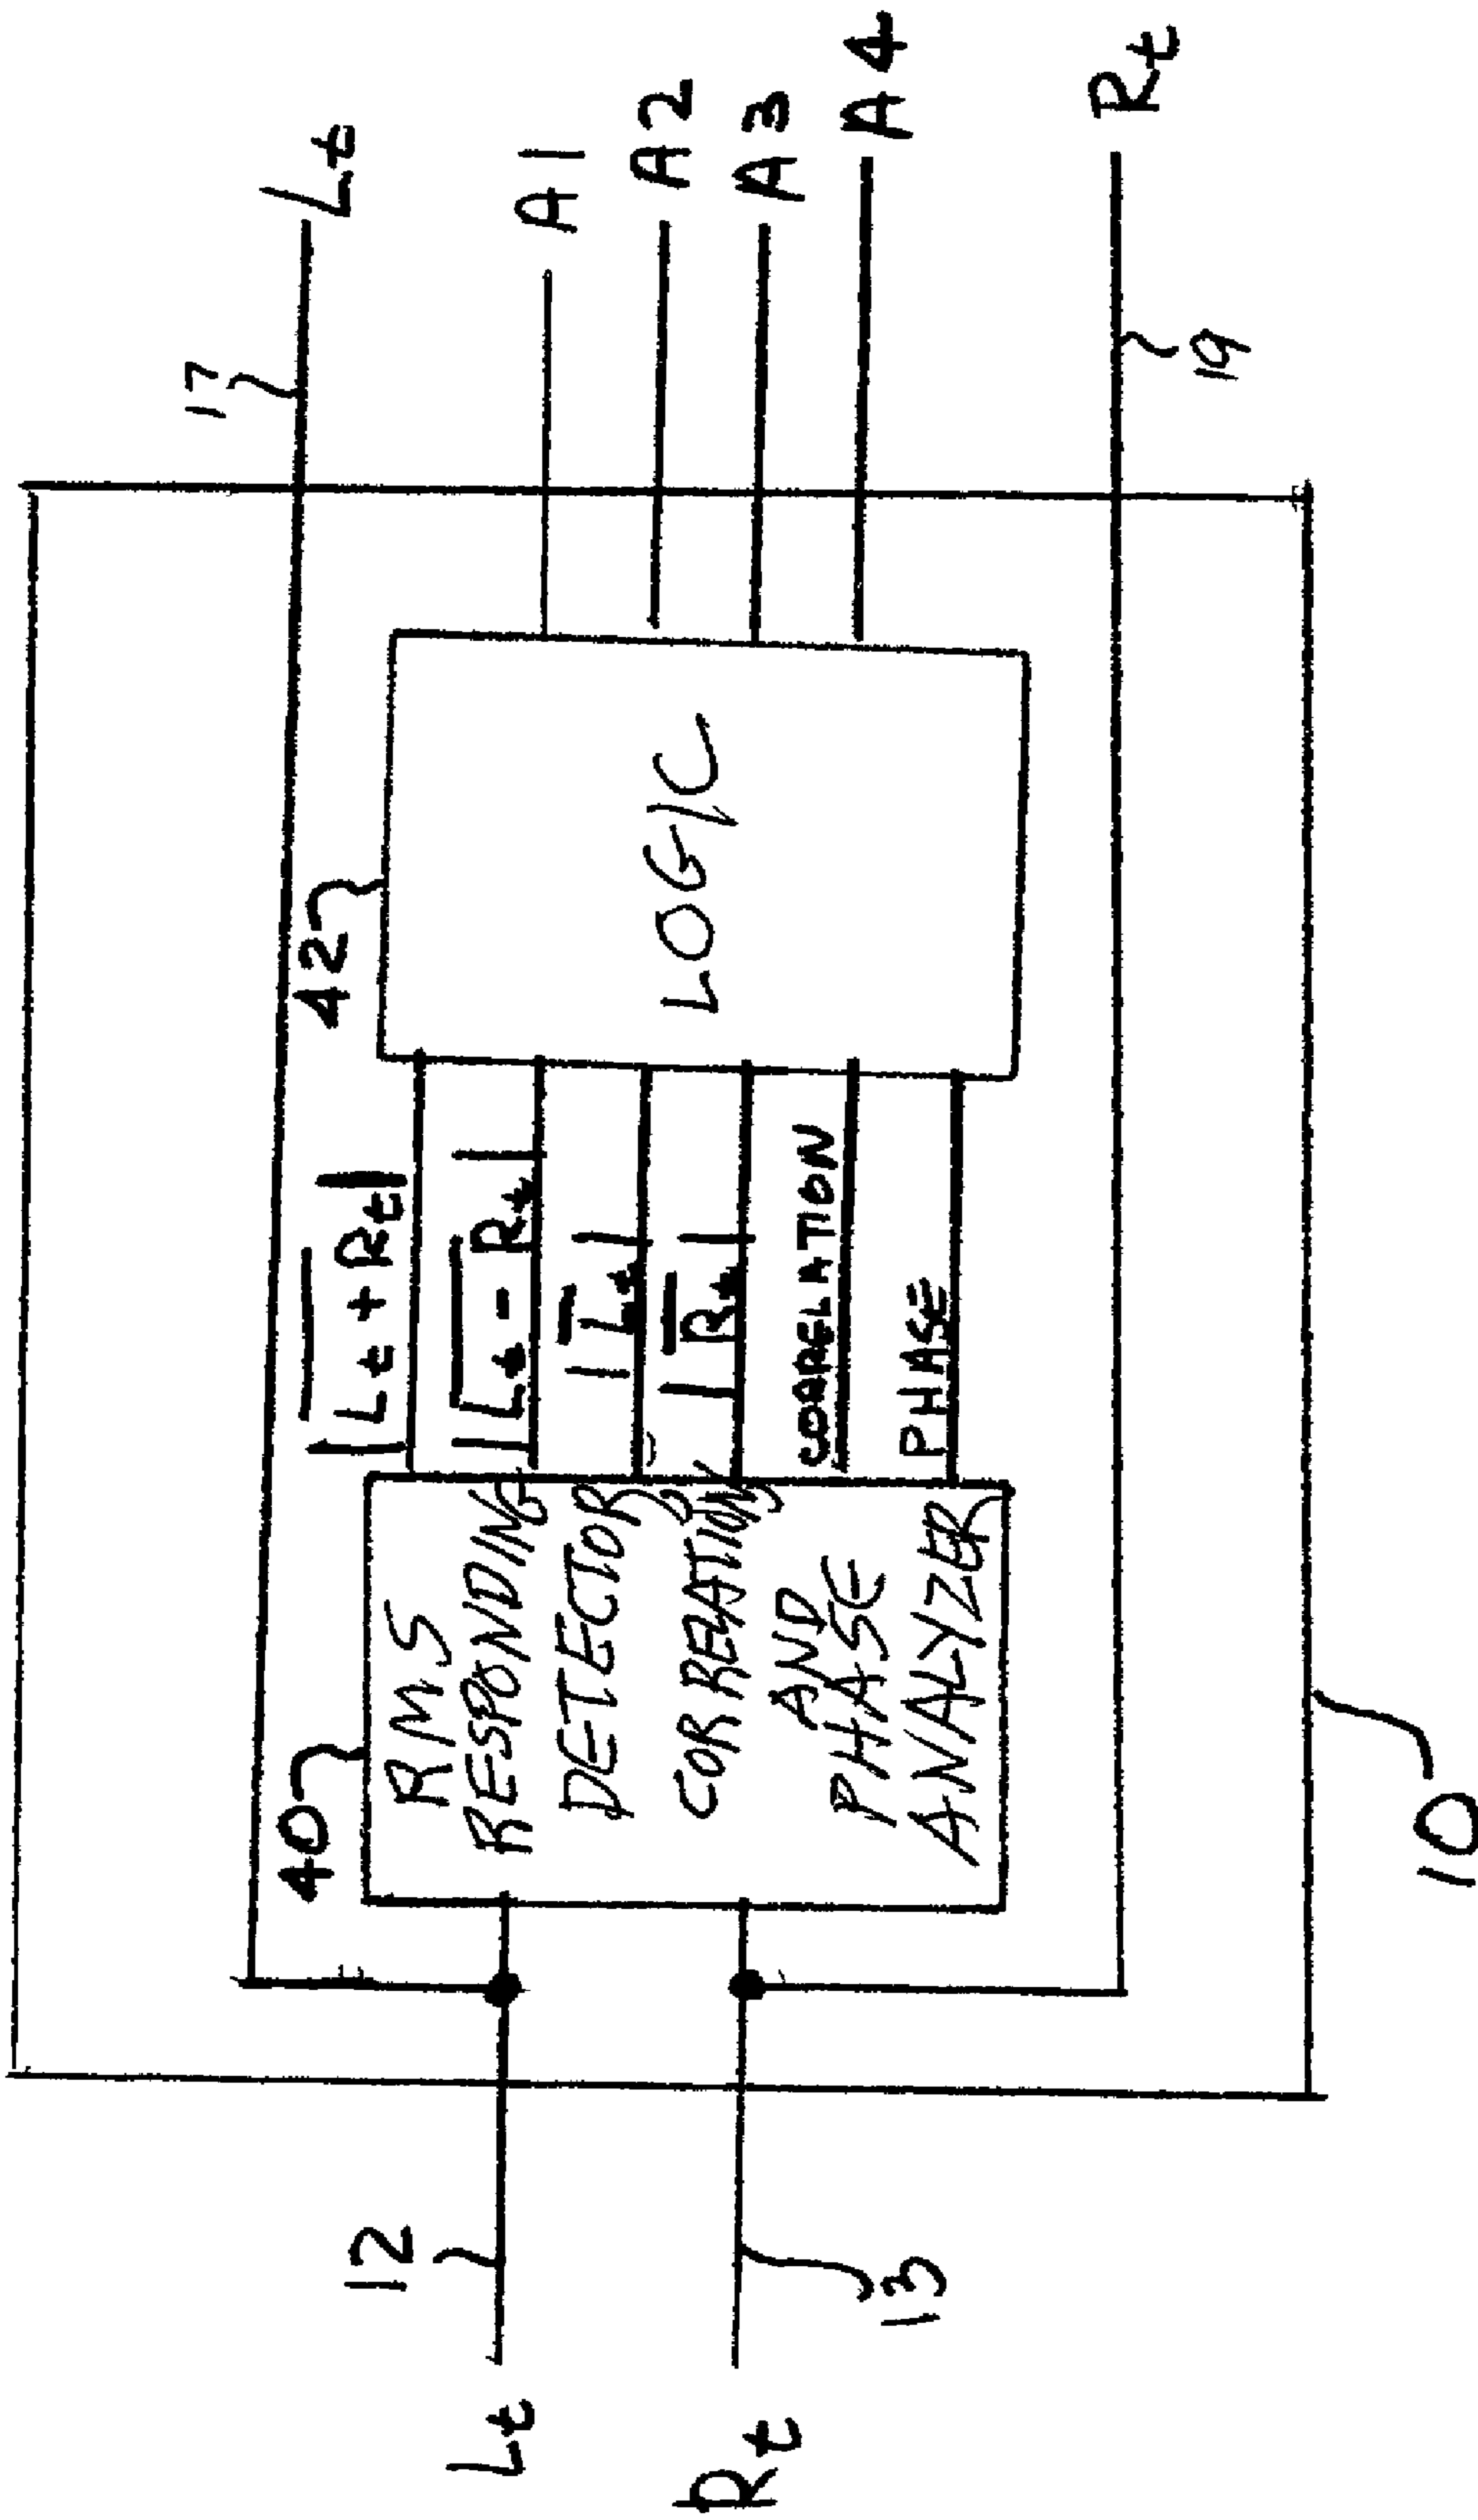 Lt
Rt
12
13
40
RMS
RESPONDING
DETECTOR,
CORRELATION
AND
PHASE
ANALYZER
|Lt+Rt|
|Lt-Rt|
|Lt|
|Rt|
CORRELATION
PHASE
42
LOGIC
17
Lt
A1
A2
A3
A4
Rt
19
10